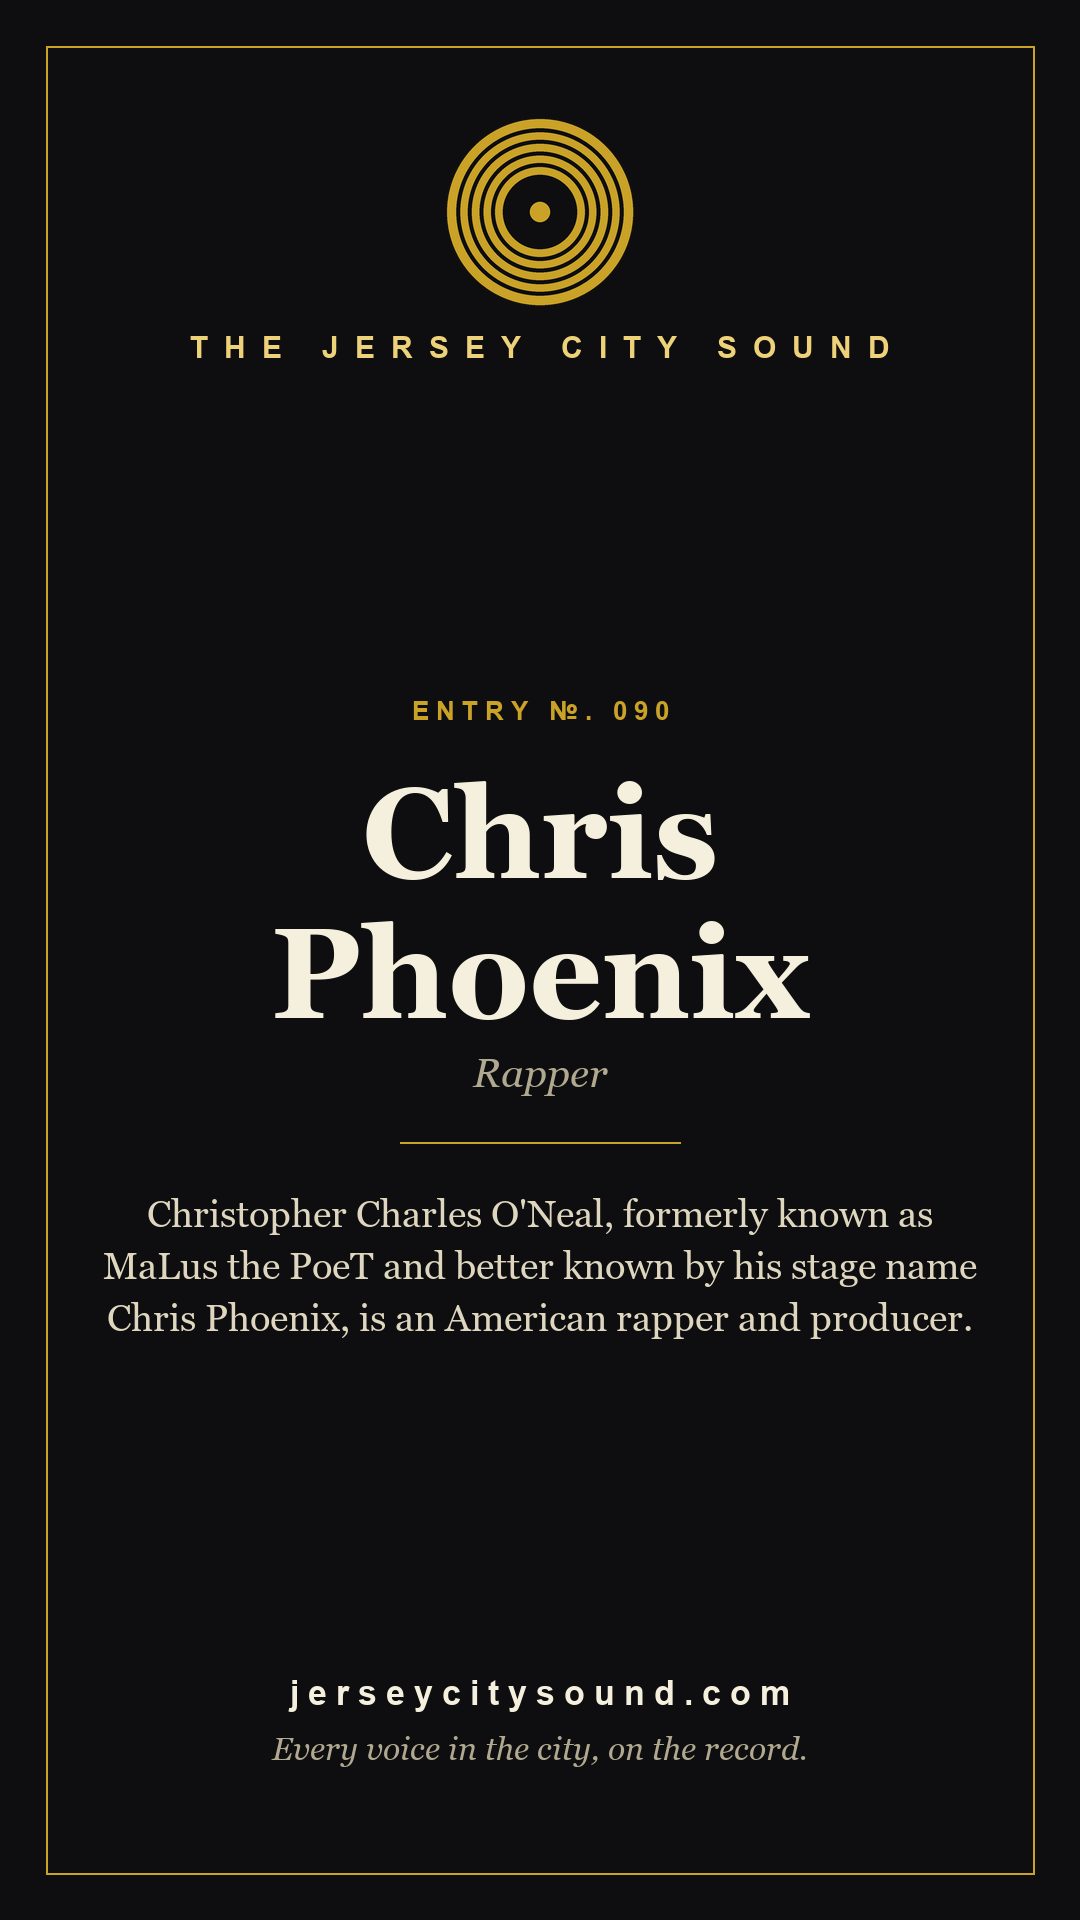 THE JERSEY CITY SOUND
ENTRY №. 090
Chris
Phoenix
Rapper
Christopher Charles O'Neal, formerly known as
MaLus the PoeT and better known by his stage name
Chris Phoenix, is an American rapper and producer.
jerseycitysound.com
Every voice in the city, on the record.